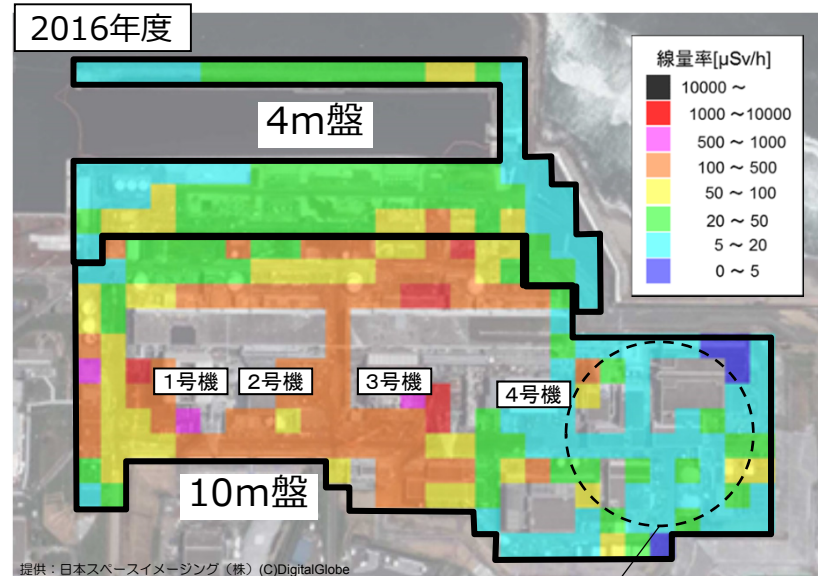 2016年度
4m盤
線量率[μSv/h]
10000 ~
1000 ~10000
500 ~ 1000
100 ~ 500
50 ~ 100
20 ~ 50
5 ~ 20
0 ~ 5
1号機
2号機
3号機
4号機
10m盤
提供：日本スペースイメージング（株）(C)DigitalGlobe